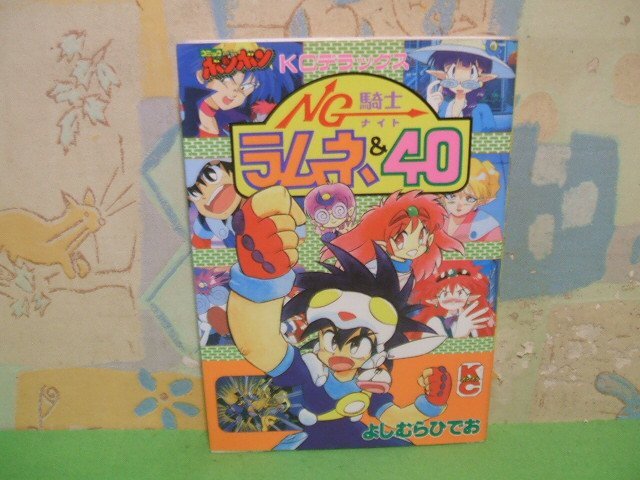 コミック
ボンボン
KCデラックス
NG騎士
ナイト
ラムネ&40
KC
よしむらひでお